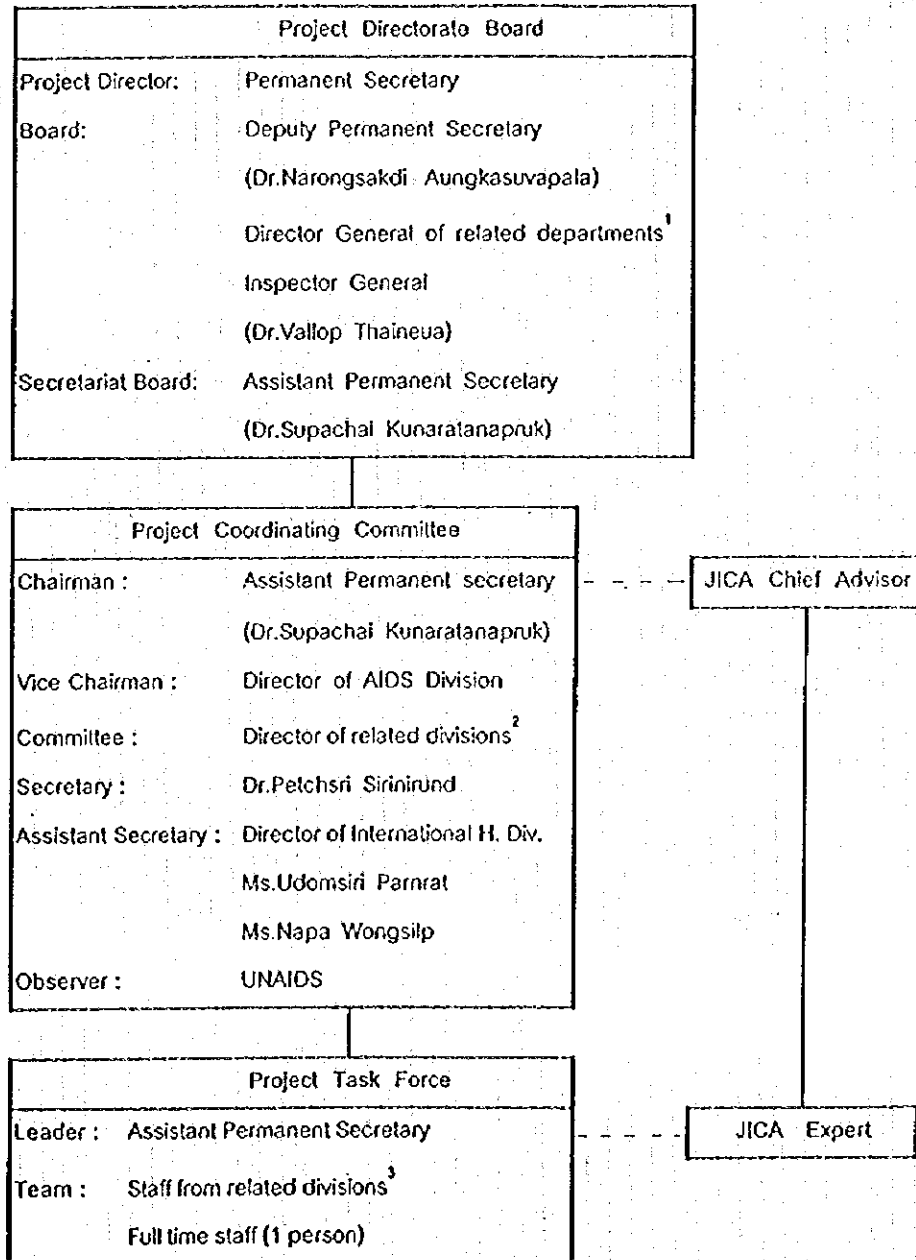 Project Directorate Board
Project Director: Permanent Secretary
Board: Deputy Permanent Secretary
(Dr.Narongsakdi Aungkasuvapala)
Director General of related departments¹
Inspector General
(Dr.Vallop Thaineua)
Secretariat Board: Assistant Permanent Secretary
(Dr.Supachai Kunaratanapruk)
Project Coordinating Committee
Chairman : Assistant Permanent secretary
(Dr.Supachai Kunaratanapruk)
Vice Chairman : Director of AIDS Division
Committee : Director of related divisions²
Secretary : Dr.Petchsri Sirinirund
Assistant Secretary : Director of International H. Div.
Ms.Udomsiri Parnrat
Ms.Napa Wongsilp
Observer : UNAIDS
JICA Chief Advisor
Project Task Force
Leader : Assistant Permanent Secretary
Team : Staff from related divisions³
Full time staff (1 person)
JICA Expert